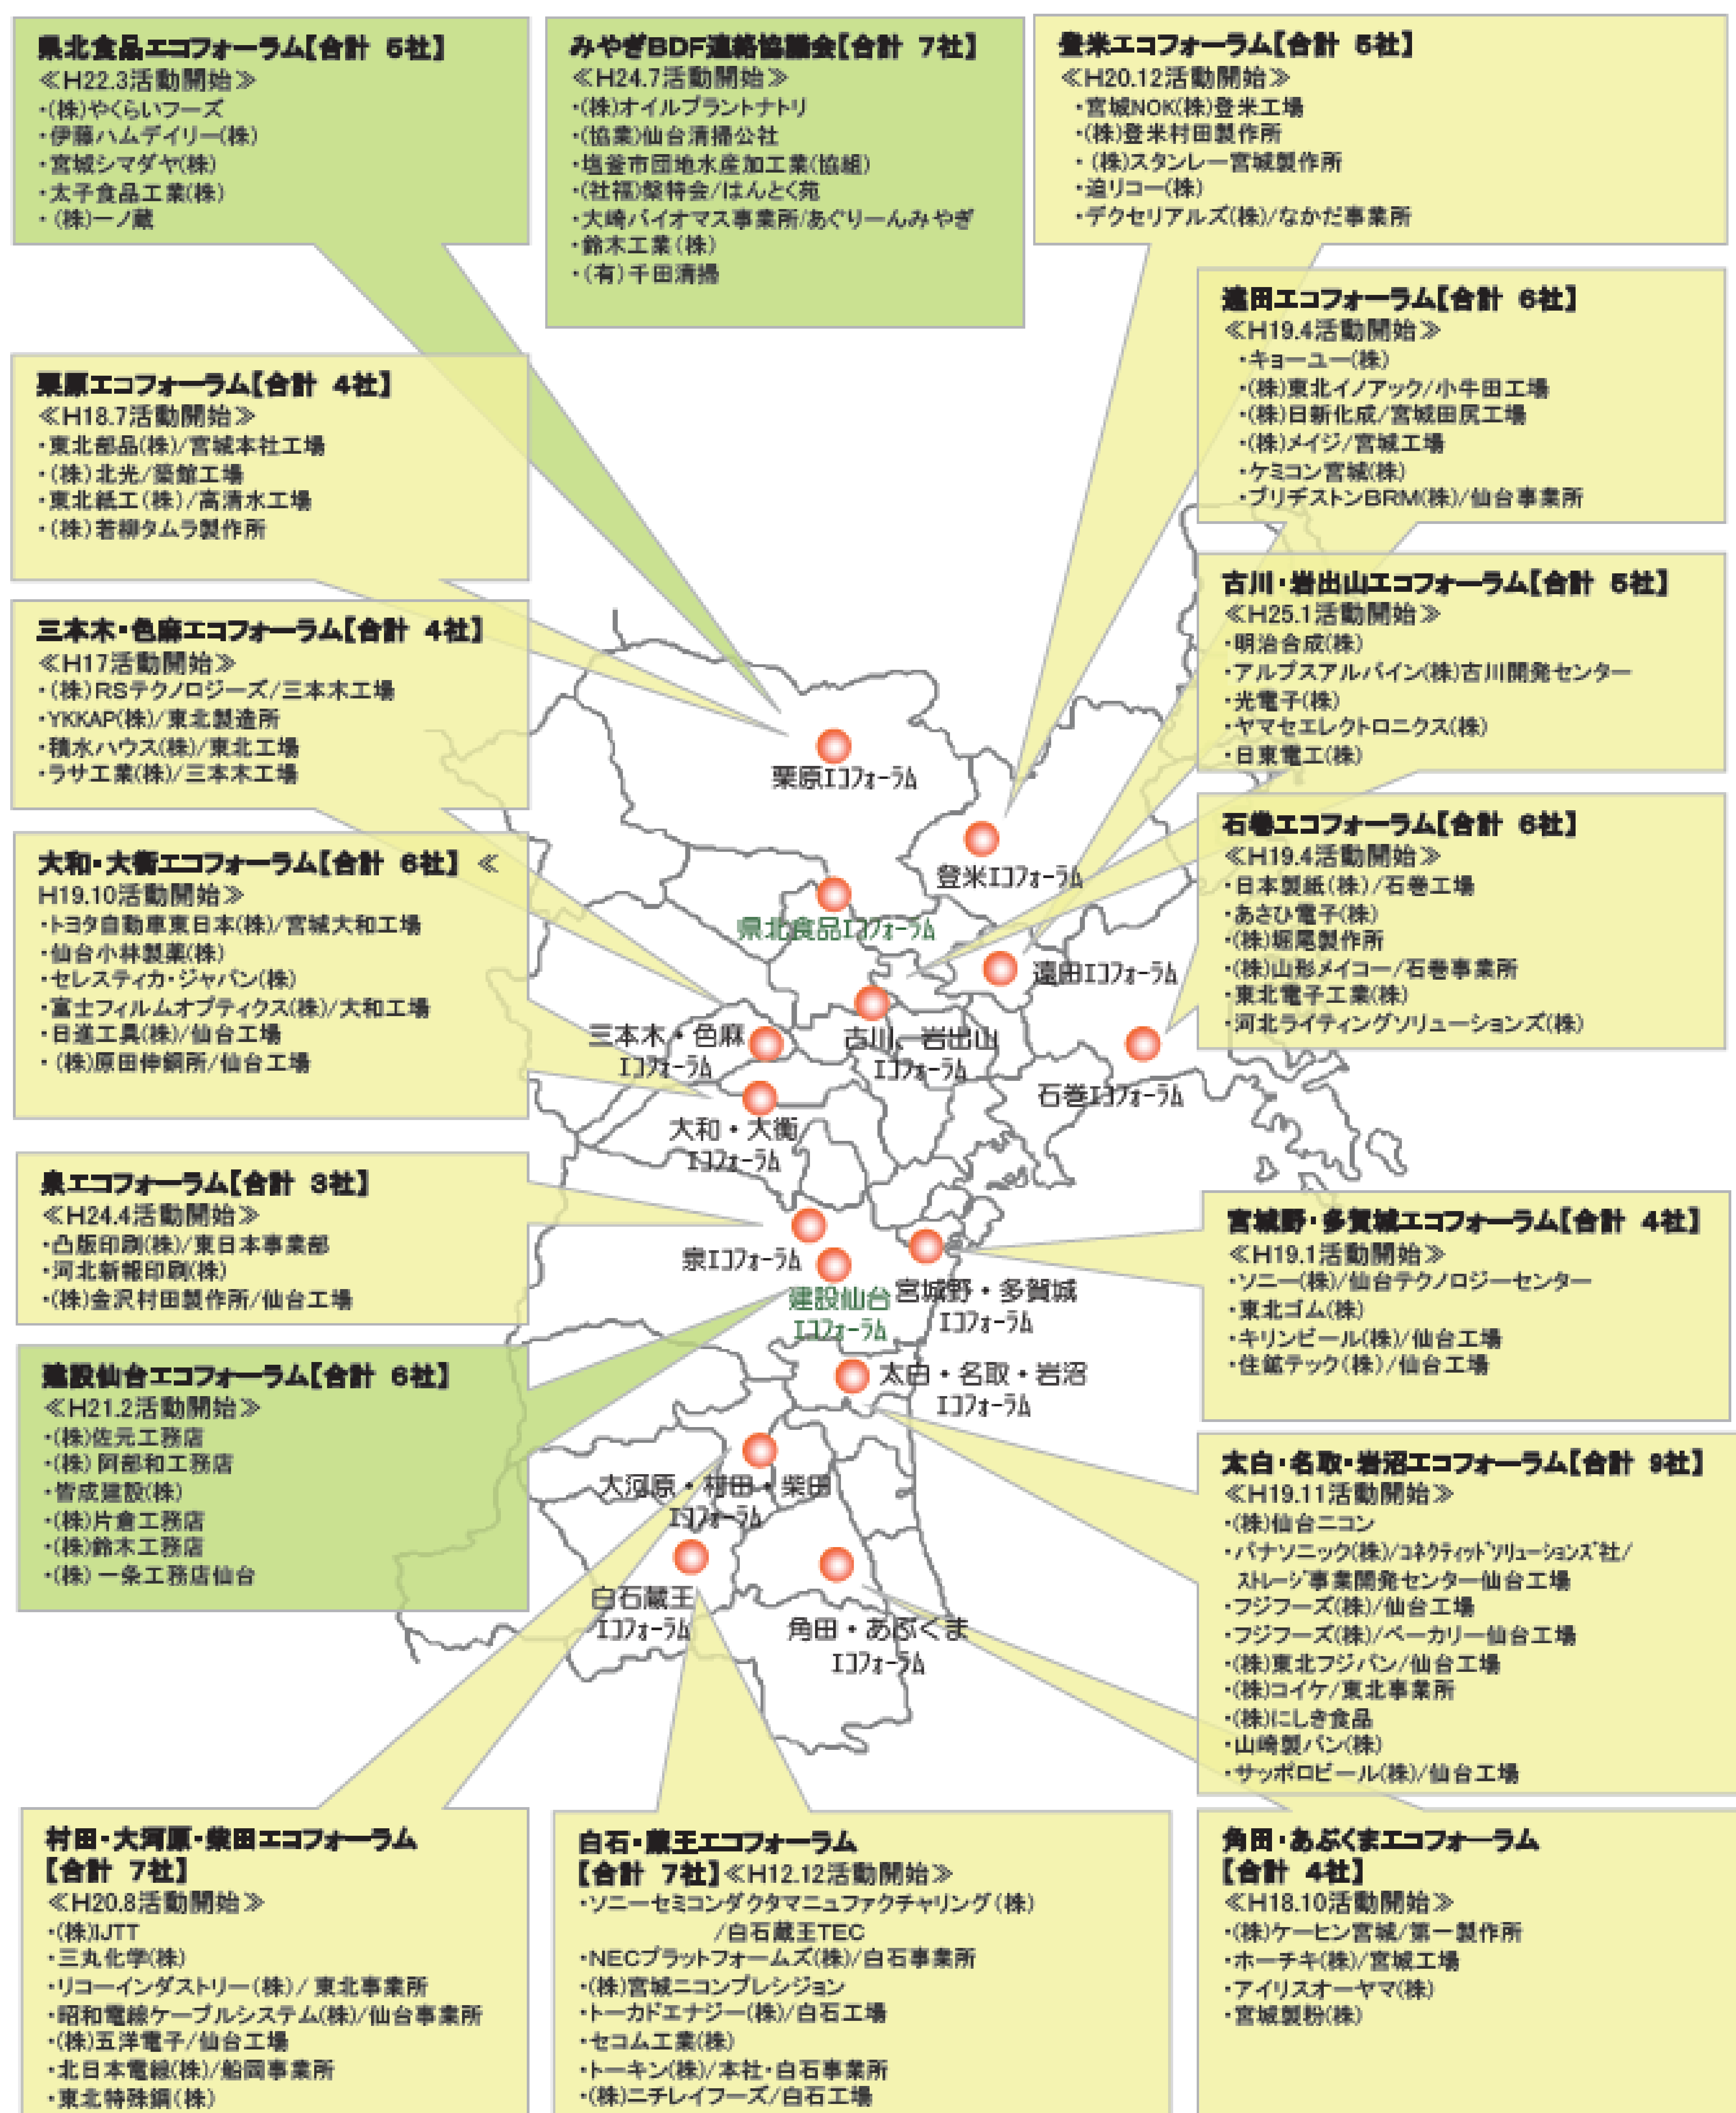 県北食品エコフォーラム【合計 5社】
≪H22.3活動開始≫
・(株)やくらいフーズ
・伊藤ハムデイリー(株)
・宮城シマダヤ(株)
・太子食品工業(株)
・(株)一ノ蔵
みやぎBDF連絡協議会【合計 7社】
≪H24.7活動開始≫
・(株)オイルプラントナトリ
・(協業)仙台清掃公社
・塩釜市団地水産加工業(協組)
・(社福)槃特会/はんとく苑
・大崎バイオマス事業所/あぐりーんみやぎ
・鈴木工業(株)
・(有)千田清掃
登米エコフォーラム【合計 5社】
≪H20.12活動開始≫
・宮城NOK(株)登米工場
・(株)登米村田製作所
・(株)スタンレー宮城製作所
・迫リコー(株)
・デクセリアルズ(株)/なかだ事業所
遠田エコフォーラム【合計 6社】
≪H19.4活動開始≫
・キョーユー(株)
・(株)東北イノアック/小牛田工場
・(株)日新化成/宮城田尻工場
・(株)メイジ/宮城工場
・ケミコン宮城(株)
・ブリヂストンBRM(株)/仙台事業所
栗原エコフォーラム【合計 4社】
≪H18.7活動開始≫
・東北部品(株)/宮城本社工場
・(株)北光/築館工場
・東北紙工(株)/高清水工場
・(株)若柳タムラ製作所
古川・岩出山エコフォーラム【合計 5社】
≪H25.1活動開始≫
・明治合成(株)
・アルプスアルパイン(株)古川開発センター
・光電子(株)
・ヤマセエレクトロニクス(株)
・日東電工(株)
三本木・色麻エコフォーラム【合計 4社】
≪H17活動開始≫
・(株)RSテクノロジーズ/三本木工場
・YKKAP(株)/東北製造所
・積水ハウス(株)/東北工場
・ラサ工業(株)/三本木工場
石巻エコフォーラム【合計 6社】
≪H19.4活動開始≫
・日本製紙(株)/石巻工場
・あさひ電子(株)
・(株)堀尾製作所
・(株)山形メイコー/石巻事業所
・東北電子工業(株)
・河北ライティングソリューションズ(株)
大和・大衡エコフォーラム【合計 6社】 ≪
H19.10活動開始≫
・トヨタ自動車東日本(株)/宮城大和工場
・仙台小林製薬(株)
・セレスティカ・ジャパン(株)
・富士フィルムオプティクス(株)/大和工場
・日進工具(株)/仙台工場
・(株)原田伸銅所/仙台工場
栗原ｴｺﾌｫｰﾗﾑ
登米ｴｺﾌｫｰﾗﾑ
県北食品ｴｺﾌｫｰﾗﾑ
遠田ｴｺﾌｫｰﾗﾑ
三本木・色麻
ｴｺﾌｫｰﾗﾑ
古川、岩出山
ｴｺﾌｫｰﾗﾑ
石巻ｴｺﾌｫｰﾗﾑ
大和・大衡
ｴｺﾌｫｰﾗﾑ
泉ｴｺﾌｫｰﾗﾑ
建設仙台
ｴｺﾌｫｰﾗﾑ
宮城野・多賀城
ｴｺﾌｫｰﾗﾑ
太白・名取・岩沼
ｴｺﾌｫｰﾗﾑ
大河原・村田・柴田
ｴｺﾌｫｰﾗﾑ
白石蔵王
ｴｺﾌｫｰﾗﾑ
角田・あぶくま
ｴｺﾌｫｰﾗﾑ
泉エコフォーラム【合計 3社】
≪H24.4活動開始≫
・凸版印刷(株)/東日本事業部
・河北新報印刷(株)
・(株)金沢村田製作所/仙台工場
宮城野・多賀城エコフォーラム【合計 4社】
≪H19.1活動開始≫
・ソニー(株)/仙台テクノロジーセンター
・東北ゴム(株)
・キリンビール(株)/仙台工場
・住鉱テック(株)/仙台工場
建設仙台エコフォーラム【合計 6社】
≪H21.2活動開始≫
・(株)佐元工務店
・(株) 阿部和工務店
・皆成建設(株)
・(株)片倉工務店
・(株)鈴木工務店
・(株) 一条工務店仙台
太白・名取・岩沼エコフォーラム【合計 9社】
≪H19.11活動開始≫
・(株)仙台ニコン
・パナソニック(株)/ｺﾈｸﾃｨｯﾄﾞｿﾘｭｰｼｮﾝｽﾞ社/
ｽﾄﾚｰｼﾞ事業開発センター仙台工場
・フジフーズ(株)/仙台工場
・フジフーズ(株)/ベーカリー仙台工場
・(株)東北フジパン/仙台工場
・(株)コイケ/東北事業所
・(株)にしき食品
・山崎製パン(株)
・サッポロビール(株)/仙台工場
村田・大河原・柴田エコフォーラム
【合計 7社】
≪H20.8活動開始≫
・(株)IJTT
・三丸化学(株)
・リコーインダストリー(株)/ 東北事業所
・昭和電線ケーブルシステム(株)/仙台事業所
・(株)五洋電子/仙台工場
・北日本電線(株)/船岡事業所
・東北特殊鋼(株)
白石・蔵王エコフォーラム
【合計 7社】≪H12.12活動開始≫
・ソニーセミコンダクタマニュファクチャリング(株)
/白石蔵王TEC
・NECプラットフォームズ(株)/白石事業所
・(株)宮城ニコンプレシジョン
・トーカドエナジー(株)/白石工場
・セコム工業(株)
・トーキン(株)/本社・白石事業所
・(株)ニチレイフーズ/白石工場
角田・あぶくまエコフォーラム
【合計 4社】
≪H18.10活動開始≫
・(株)ケーヒン宮城/第一製作所
・ホーチキ(株)/宮城工場
・アイリスオーヤマ(株)
・宮城製粉(株)